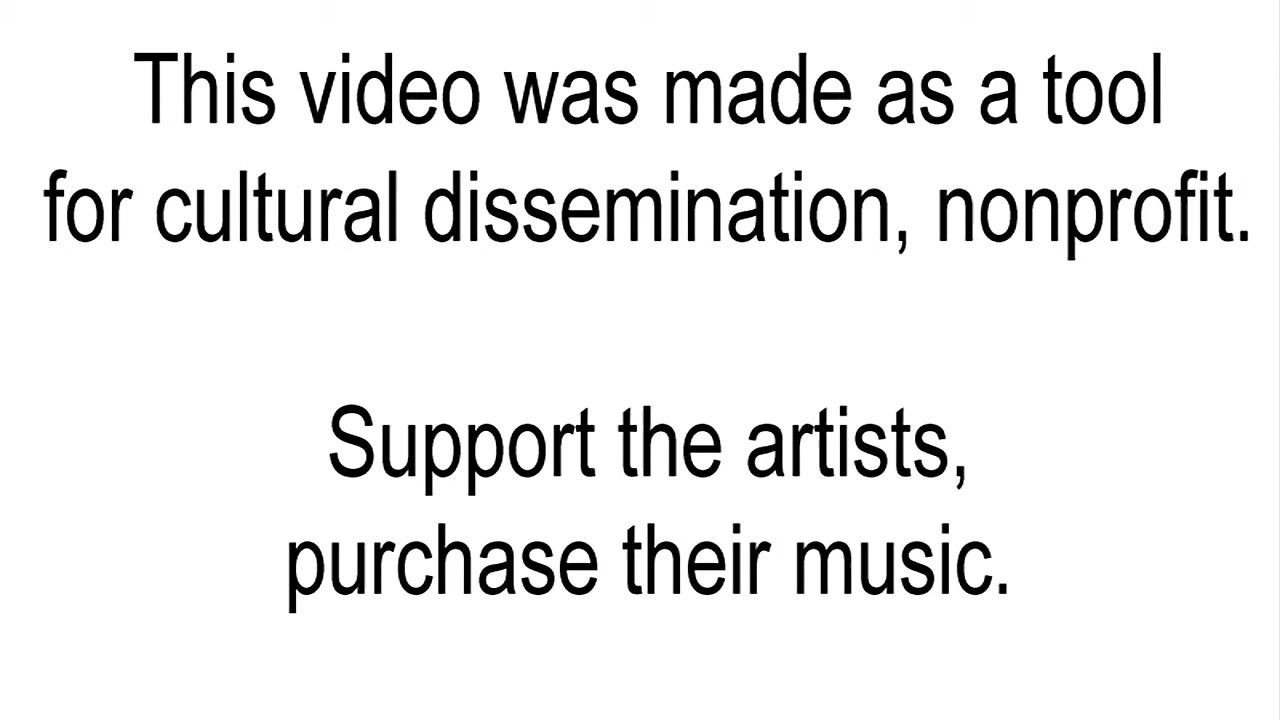 This video was made as a tool
for cultural dissemination, nonprofit.
Support the artists,
purchase their music.